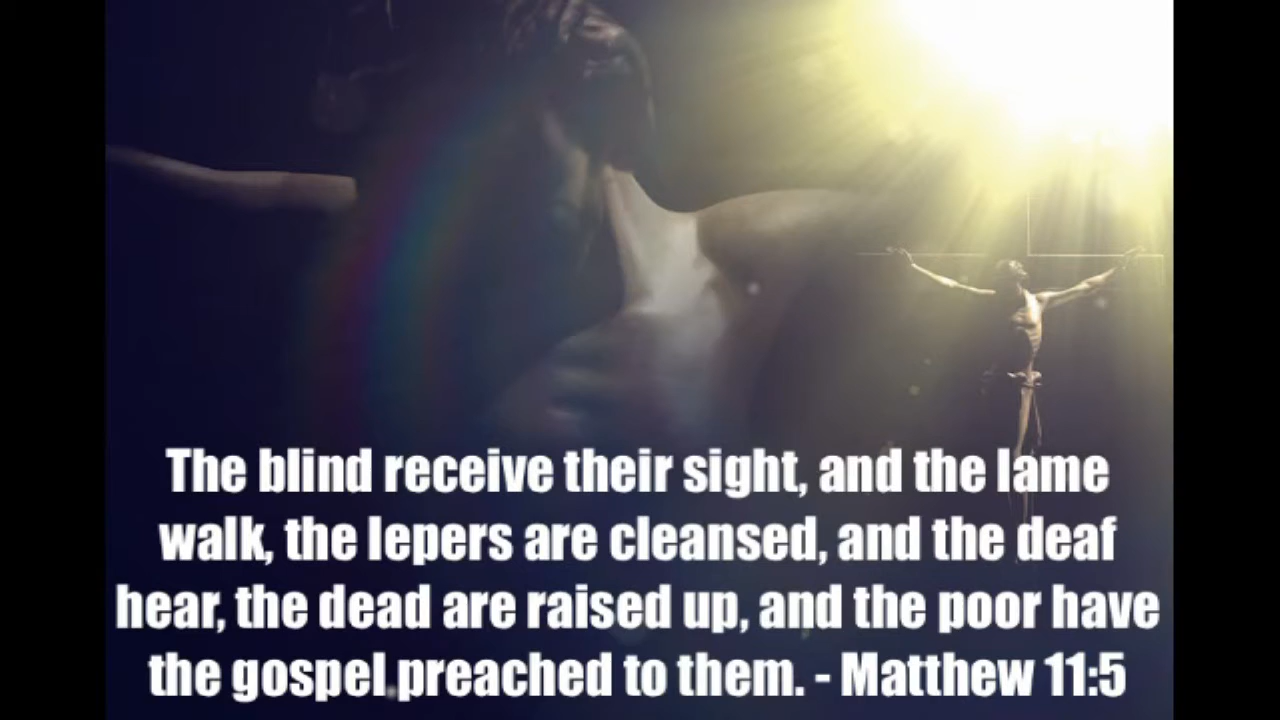 The blind receive their sight, and the lame
walk, the lepers are cleansed, and the deaf
hear, the dead are raised up, and the poor have
the gospel preached to them. - Matthew 11:5